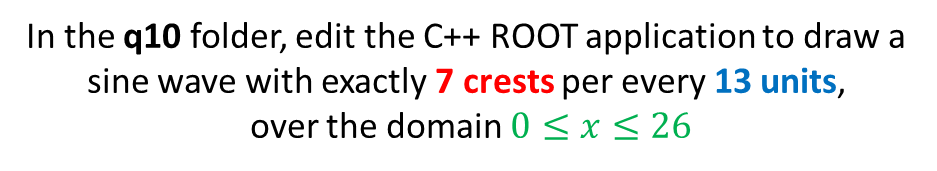 In the q10 folder, edit the C++ ROOT application to draw a
sine wave with exactly 7 crests per every 13 units,
over the domain 0 ≤ x ≤ 26